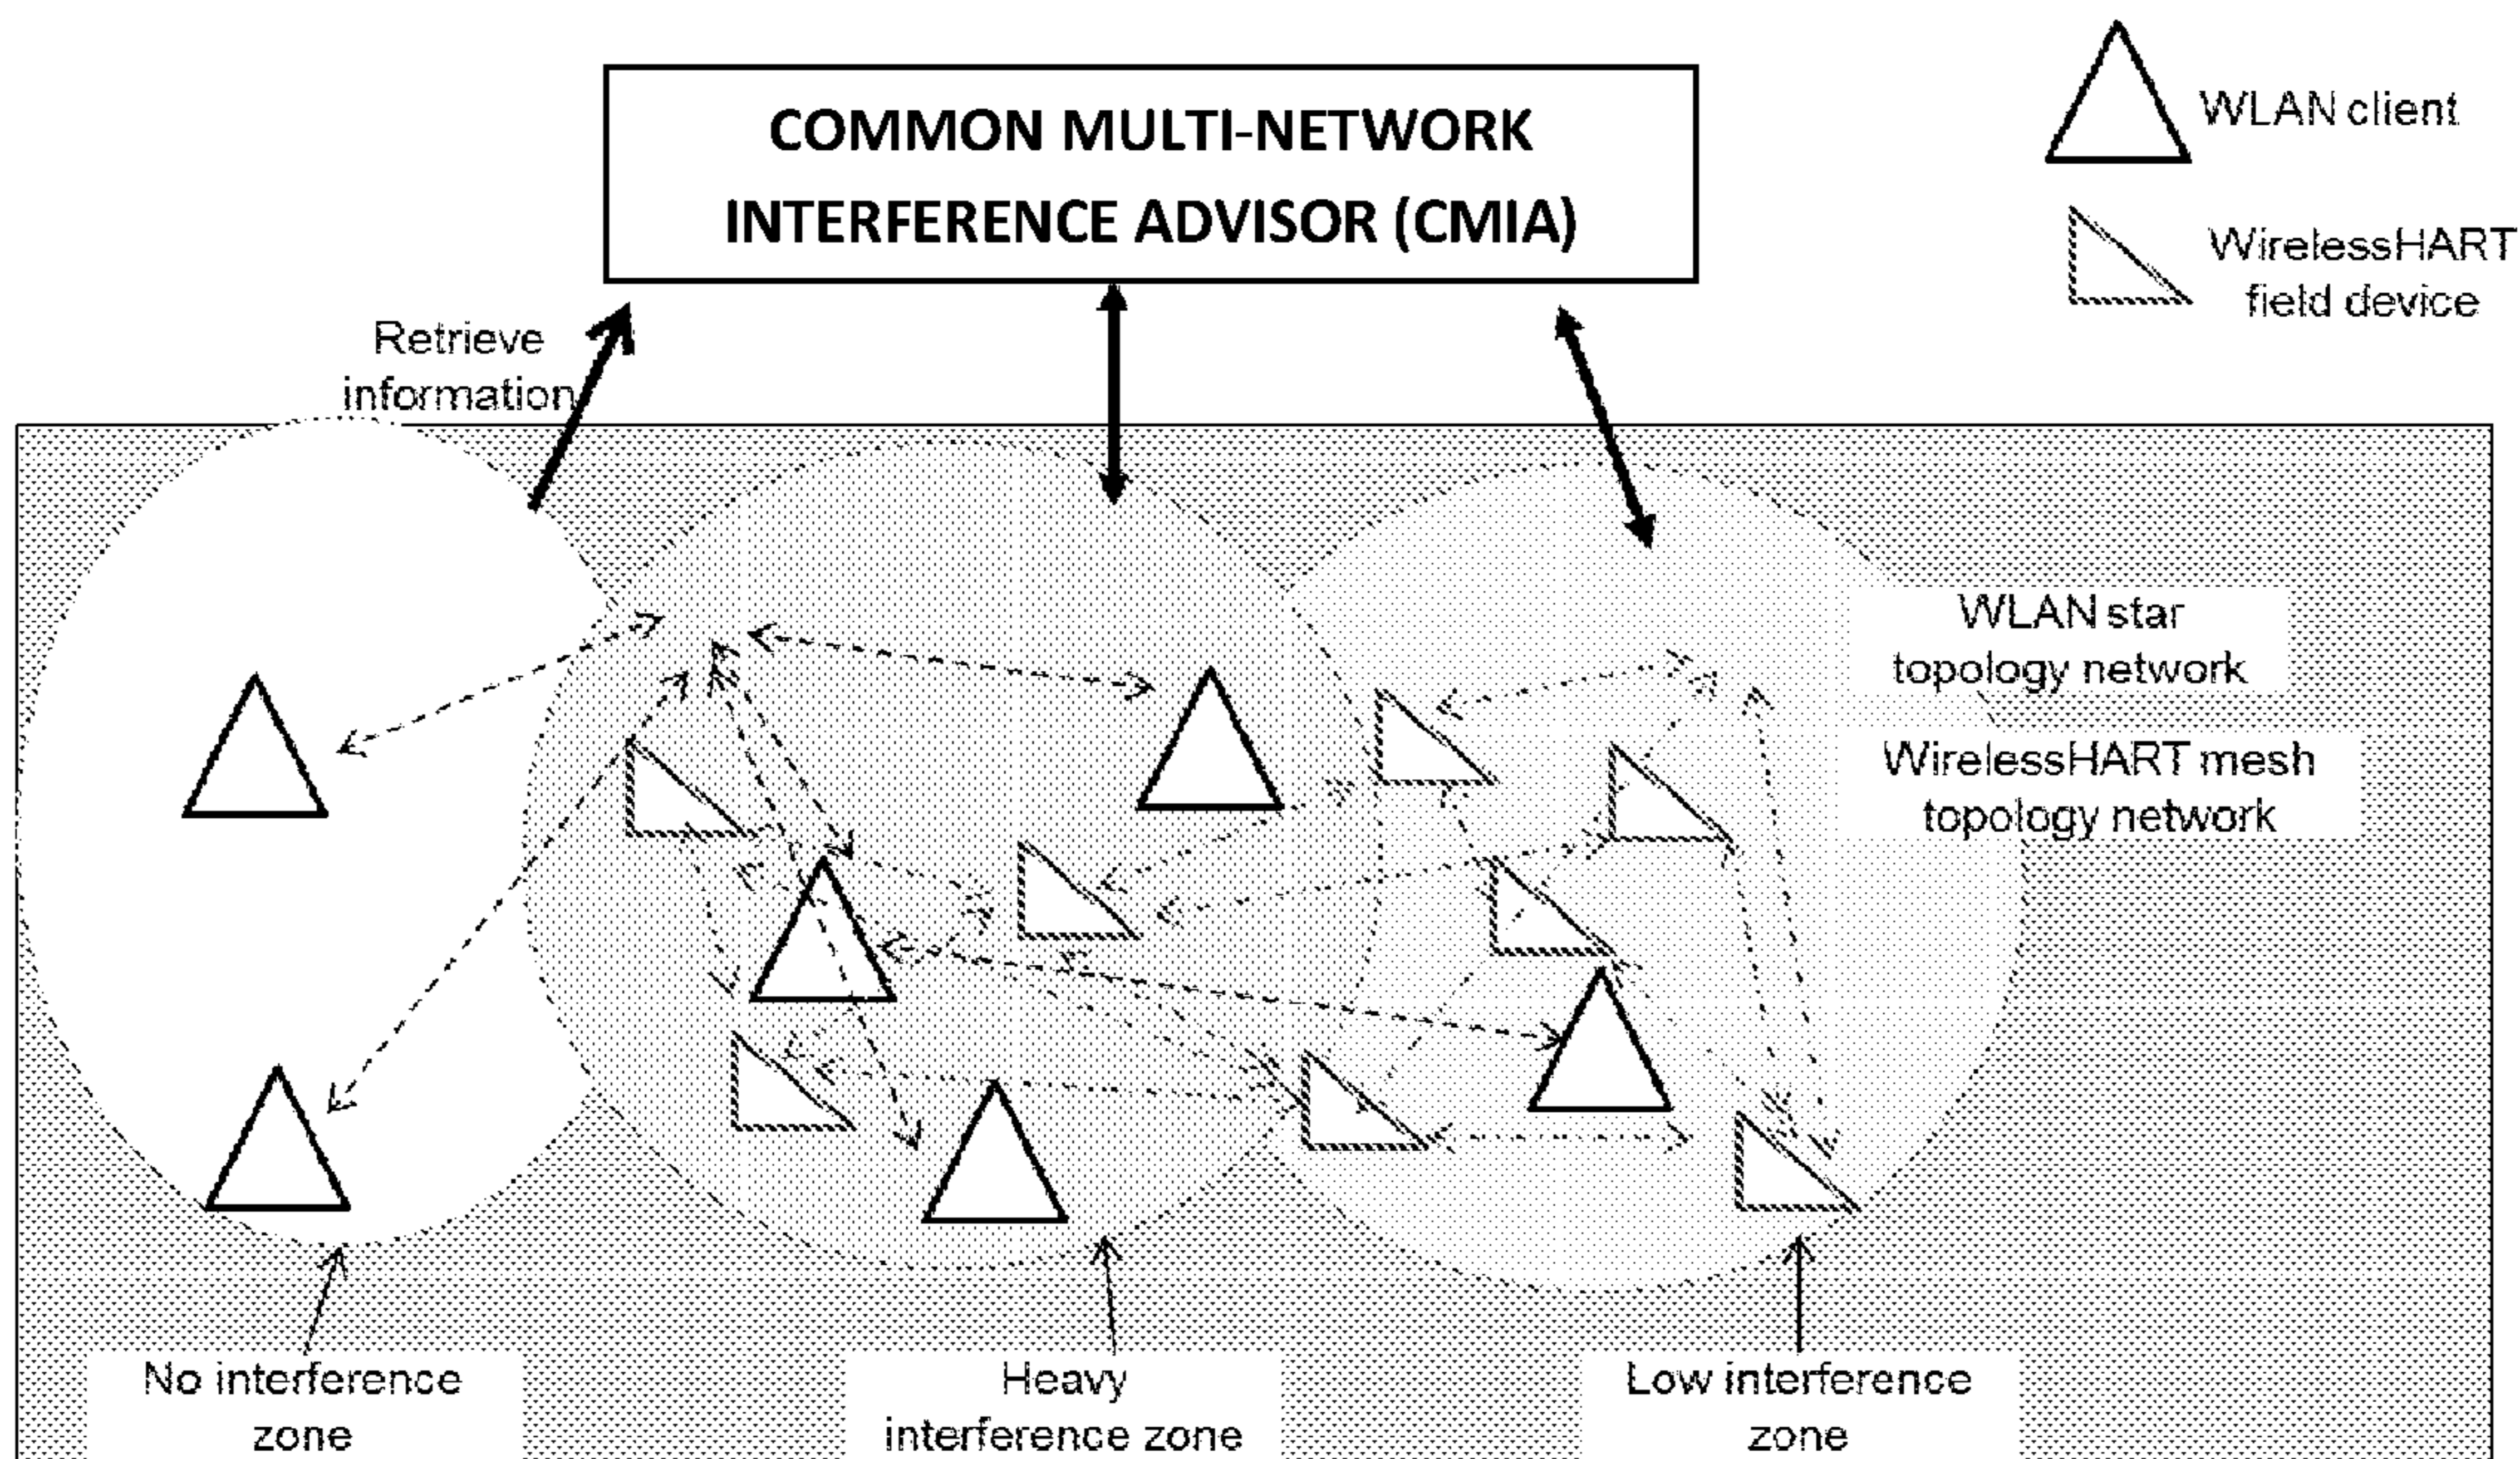 COMMON MULTI-NETWORK
INTERFERENCE ADVISOR (CMIA)
WLAN client
WirelessHART
field device
Retrieve
information
WLAN star
topology network
WirelessHART mesh
topology network
No interference
zone
Heavy
interference zone
Low interference
zone